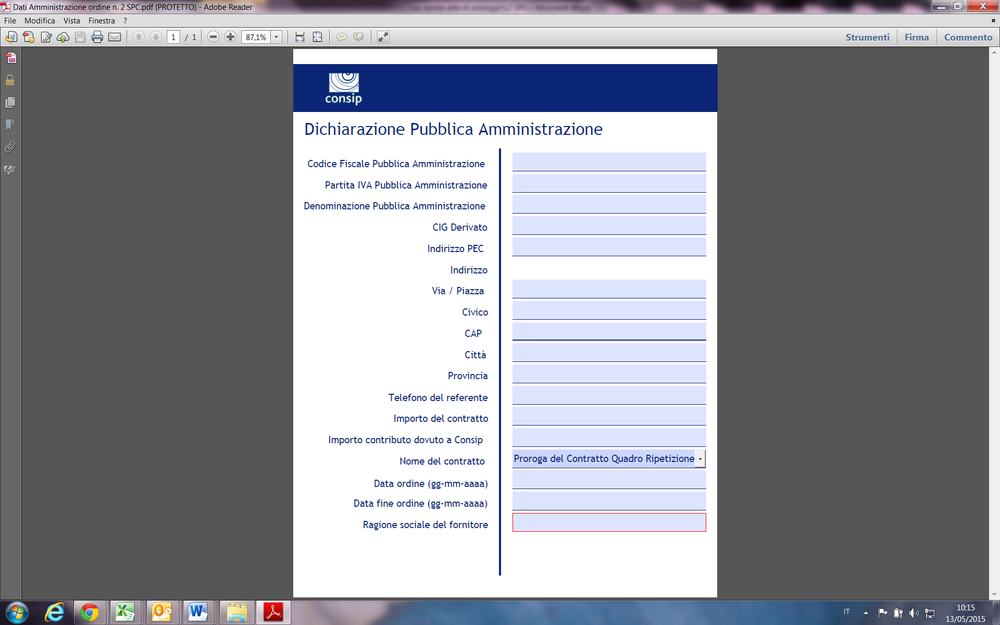 Dati Amministrazione ordine n. 2 SPC.pdf (PROTETTO) - Adobe Reader
File Modifica Vista Finestra ?
1 / 1 87,1% Strumenti Firma Commento
consip
Dichiarazione Pubblica Amministrazione
Codice Fiscale Pubblica Amministrazione
Partita IVA Pubblica Amministrazione
Denominazione Pubblica Amministrazione
CIG Derivato
Indirizzo PEC
Indirizzo
Via / Piazza
Civico
CAP
Città
Provincia
Telefono del referente
Importo del contratto
Importo contributo dovuto a Consip
Nome del contratto Proroga del Contratto Quadro Ripetizione
Data ordine (gg-mm-aaaa)
Data fine ordine (gg-mm-aaaa)
Ragione sociale del fornitore
IT 10:15
13/05/2015